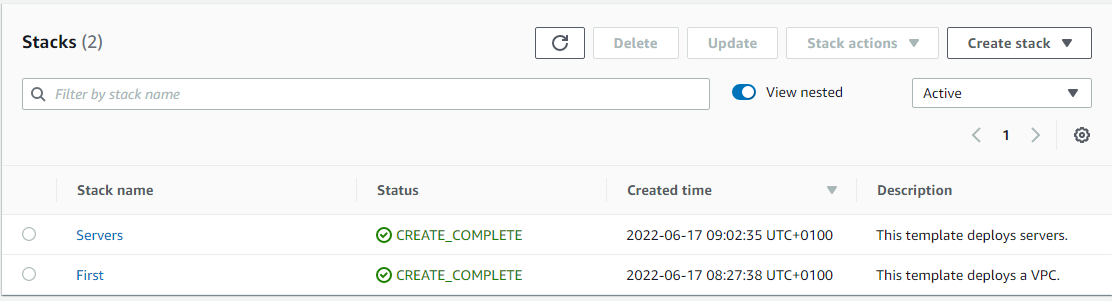 Stacks (2)
Delete
Update
Stack actions
Create stack
Filter by stack name
View nested
Active
1
Stack name Status Created time Description
Servers CREATE_COMPLETE 2022-06-17 09:02:35 UTC+0100 This template deploys servers.
First CREATE_COMPLETE 2022-06-17 08:27:38 UTC+0100 This template deploys a VPC.